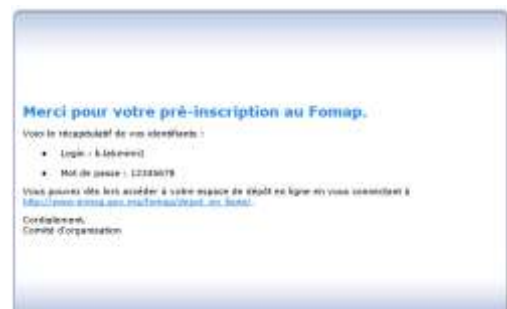 Merci pour votre pré-inscription au Fomap.
Voici le récapitulatif de vos identifiants :
Login :
Mot de passe : 12345678
Vous pouvez dès lors accéder à votre espace de dépôt en ligne en vous connectant à
Cordialement,
Comité d'organisation